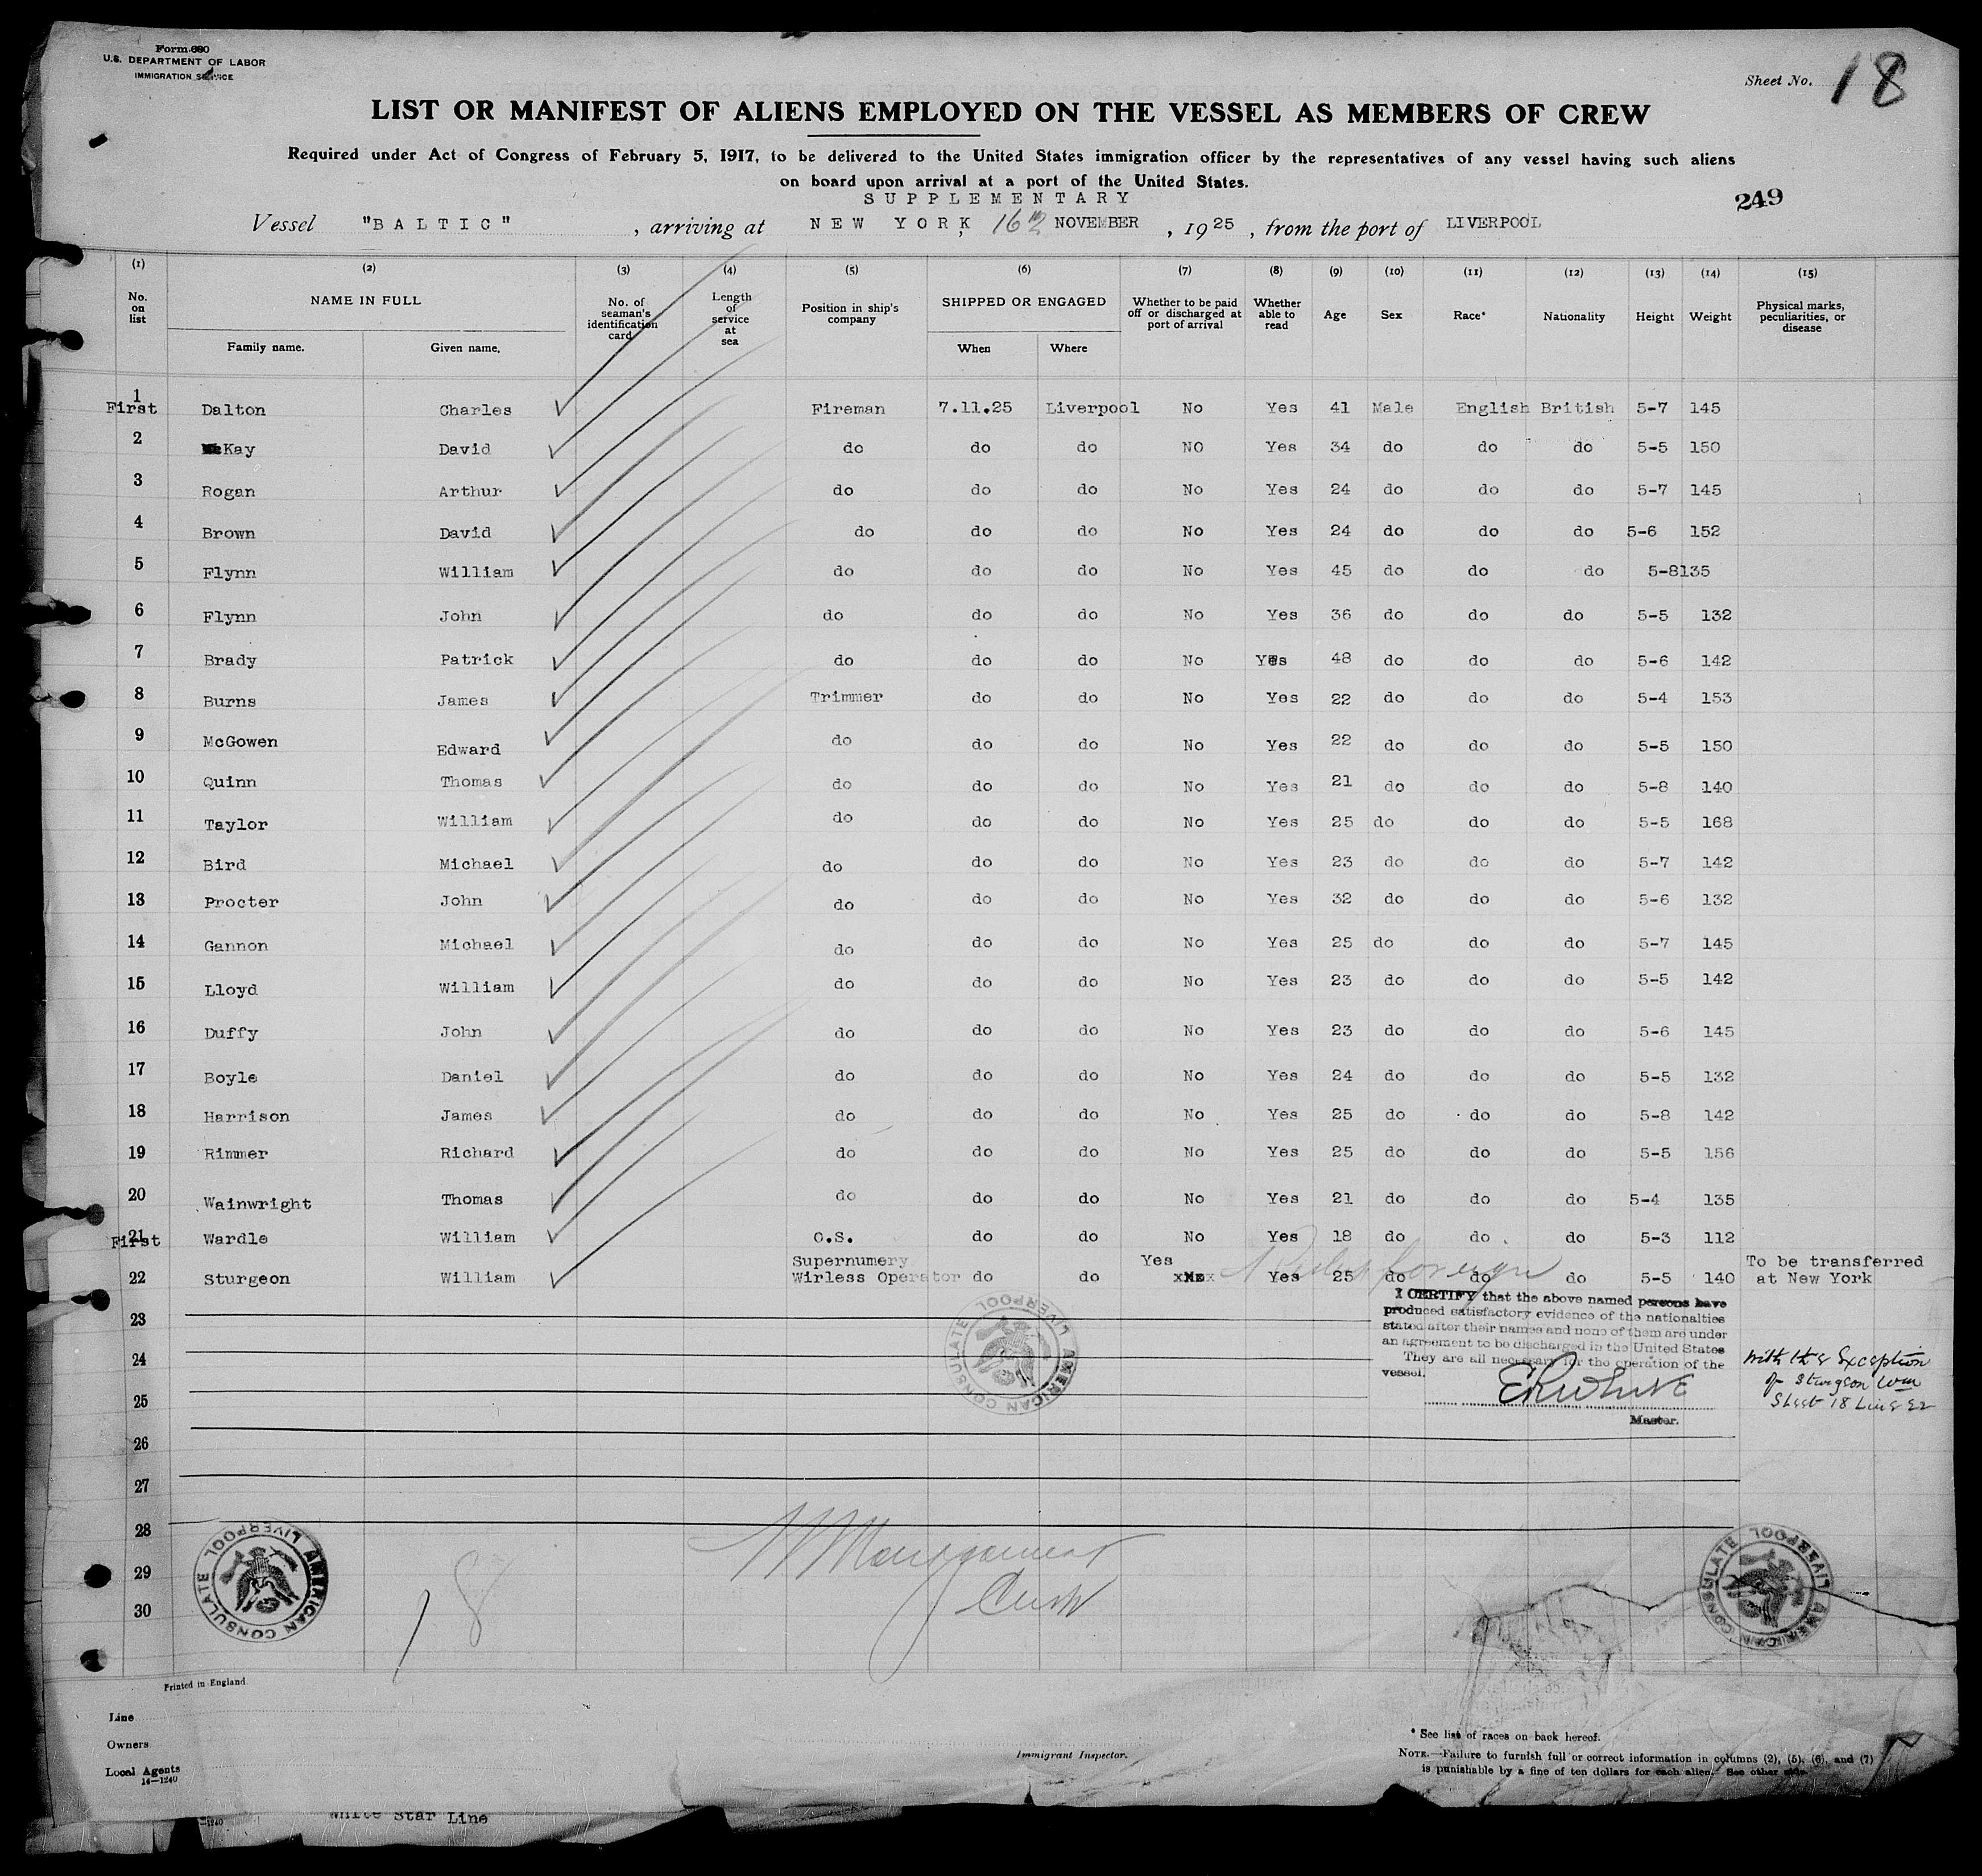 Form 680
U.S. DEPARTMENT OF LABOR
IMMIGRATION SERVICE
Sheet No. 18
LIST OR MANIFEST OF ALIENS EMPLOYED ON THE VESSEL AS MEMBERS OF CREW
Required under Act of Congress of February 5, 1917, to be delivered to the United States immigration officer by the representatives of any vessel having such aliens
on board upon arrival at a port of the United States.
SUPPLEMENTARY
249
Vessel "BALTIC", arriving at NEW YORK, 16th NOVEMBER, 1925, from the port of LIVERPOOL
(1) (2) (3) (4) (5) (6) (7) (8) (9) (10) (11) (12) (13) (14) (15)
No. on list NAME IN FULL No. of seaman's identification card Length of service at sea Position in ship's company SHIPPED OR ENGAGED Whether to be paid off or discharged at port of arrival Whether able to read Age Sex Race* Nationality Height Weight Physical marks, peculiarities, or disease
Family name. Given name. When Where
1 First Dalton Charles Fireman 7.11.25 Liverpool No Yes 41 Male English British 5-7 145
2 Kay David do do do NO Yes 34 do do do 5-5 150
3 Rogan Arthur do do do No Yes 24 do do do 5-7 145
4 Brown David do do do No Yes 24 do do do 5-6 152
5 Flynn William do do do No Yes 45 do do do 5-8135
6 Flynn John do do do No Yes 36 do do do 5-5 132
7 Brady Patrick do do do No Yes 48 do do do 5-6 142
8 Burns James Trimmer do do No Yes 22 do do do 5-4 153
9 McGowen Edward do do do No Yes 22 do do do 5-5 150
10 Quinn Thomas do do do No Yes 21 do do do 5-8 140
11 Taylor William do do do No Yes 25 do do do 5-5 168
12 Bird Michael do do do No Yes 23 do do do 5-7 142
13 Procter John do do do No Yes 32 do do do 5-6 132
14 Gannon Michael do do do No Yes 25 do do do 5-7 145
15 Lloyd William do do do No Yes 23 do do do 5-5 142
16 Duffy John do do do No Yes 23 do do do 5-6 145
17 Boyle Daniel do do do No Yes 24 do do do 5-5 132
18 Harrison James do do do No Yes 25 do do do 5-8 142
19 Rimmer Richard do do do No Yes 25 do do do 5-5 156
20 Wainwright Thomas do do do No Yes 21 do do do 5-4 135
21 First Wardle William O.S. do do No Yes 18 do do do 5-3 112
Supernumery Yes To be transferred
22 Sturgeon William Wirless Operator do do xNox Yes 25 do do do 5-5 140 at New York
foreign
23
24
25
26
27
28
29
30
I CERTIFY that the above named persons have
produced satisfactory evidence of the nationalties
stated after their names and none of them are under
an agreement to be discharged in the United States
They are all necessary for the operation of the
vessel.
Master.
With the Exception
of Sturgeon Wm
Sheet 18 Line 22
AMERICAN CONSULATE LIVERPOOL
AMERICAN CONSULATE LIVERPOOL
AMERICAN CONSULATE LIVERPOOL
18
Printed in England.
Line
Owners
Local Agents
14—1240
Immigrant Inspector.
* See list of races on back hereof.
NOTE.—Failure to furnish full or correct information in columns (2), (5), (6), and (7)
is punishable by a fine of ten dollars for each alien. See other side.
—1240
White Star Line